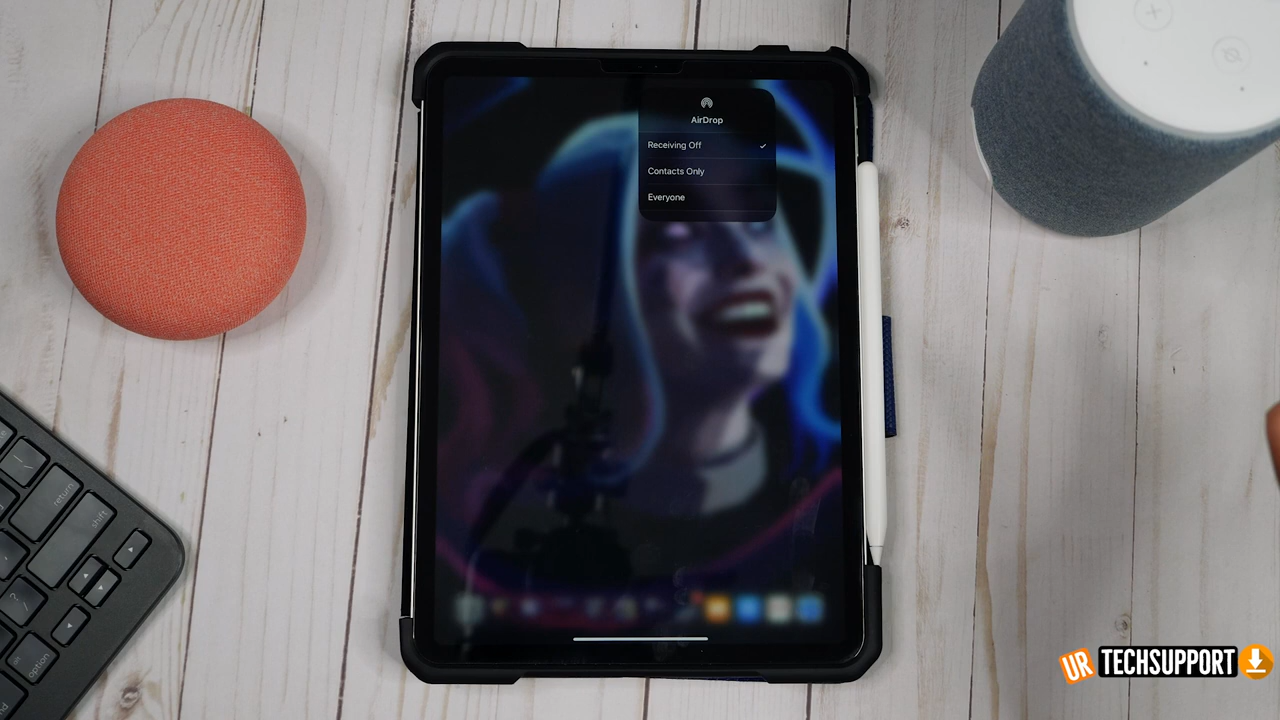 AirDrop
Receiving Off
Contacts Only
Everyone
return
shift
?
option
UR TECHSUPPORT